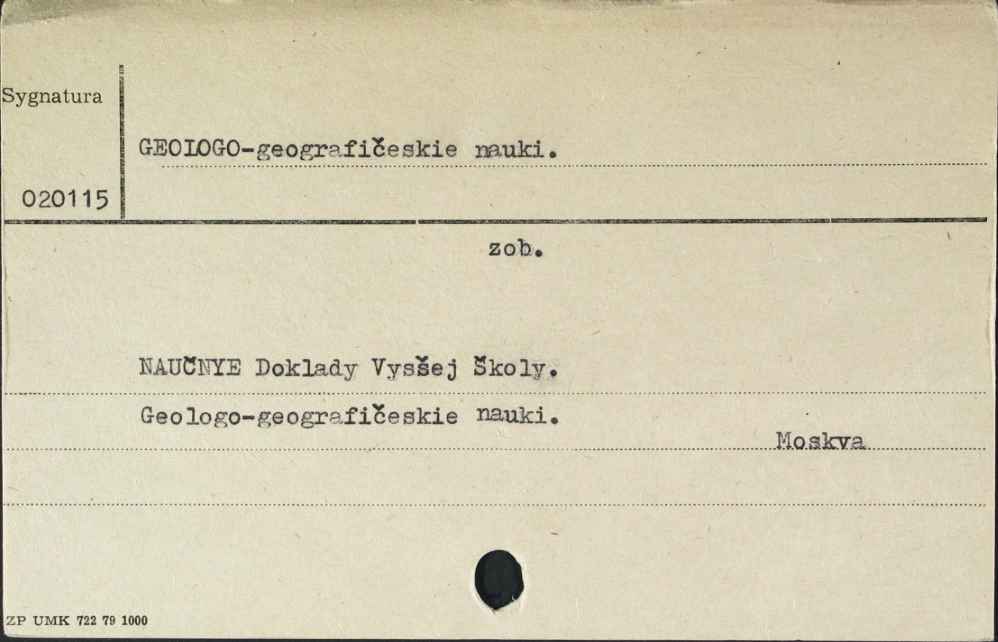 Sygnatura
GEOLOGO-geografičeskie nauki.
020115
zob.
NAUČNYE Doklady Vysšej Školy.
Geologo-geografičeskie nauki.
Moskva
ZP UMK 722 79 1000